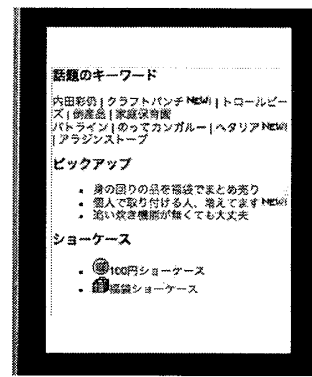 話題のキーワード
内田彩仍 | クラフトパンチ NEW! | トロールビー
ズ | 倒産品 | 家庭保育園
パトライン | のってカンガルー | ヘタリア NEW!
| アラジンストーブ
ピックアップ
身の回りの品を福袋でまとめ売り
個人で取り付ける人、増えてます NEW!
追い炊き機能が無くても大丈夫
ショーケース
100円ショーケース
福袋ショーケース